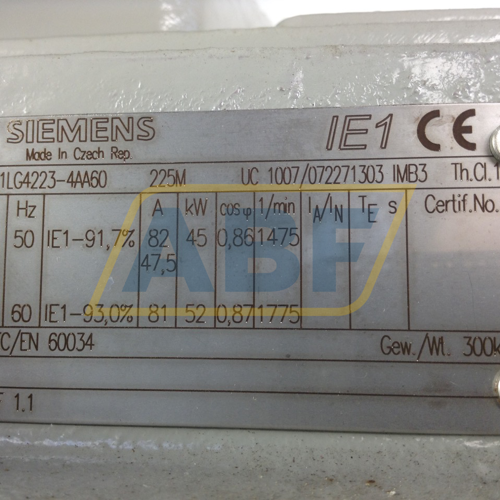 SIEMENS IE1 CE
Made in Czech Rep.
1LG4223-4AA60 225M UC 1007/072271303 IMB3 Th.Cl.1
Hz A kW cosφ 1/min IA/IN TE s Certif.No.
50 IE1-91,7% 82 45 0,86 1475
47,5
60 IE1-93,0% 81 52 0,87 1775
C/EN 60034 Gew./Wt. 300k
F 1.1
ABF